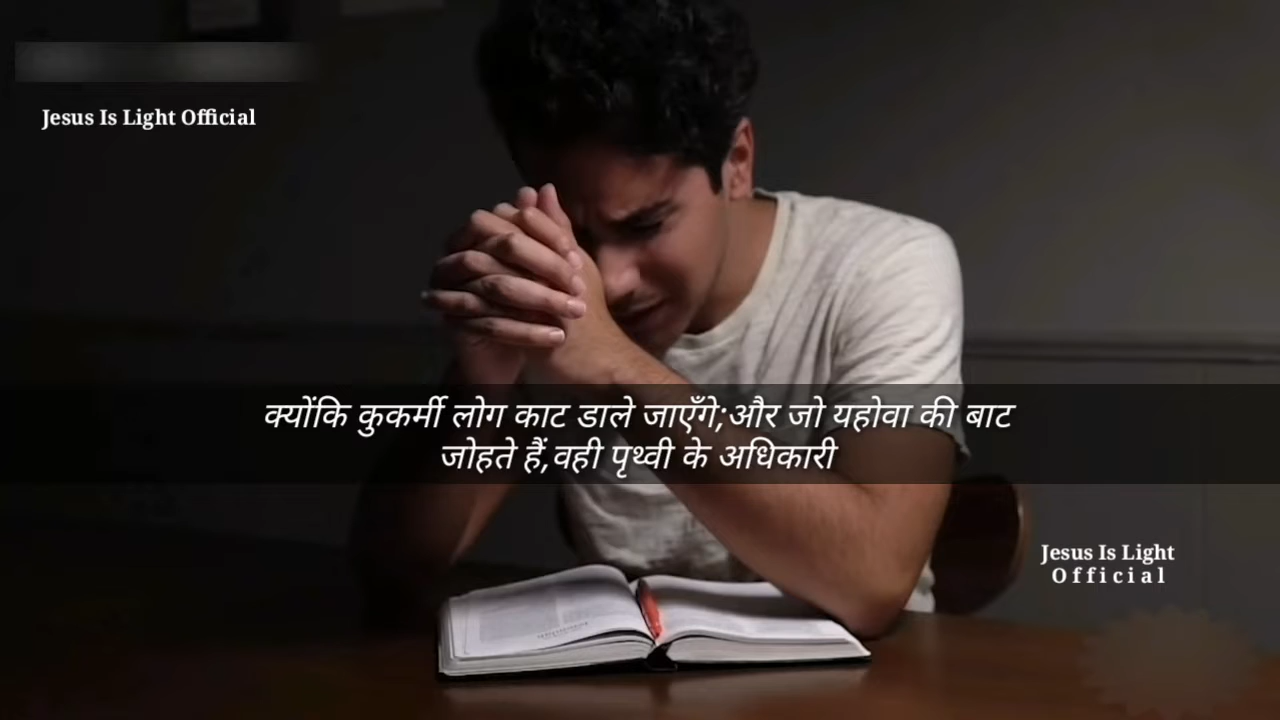 Jesus Is Light Official
क्योंकि कुकर्मी लोग काट डाले जाएँगे;और जो यहोवा की बाट
जोहते हैं,वही पृथ्वी के अधिकारी
Jesus Is Light
Official